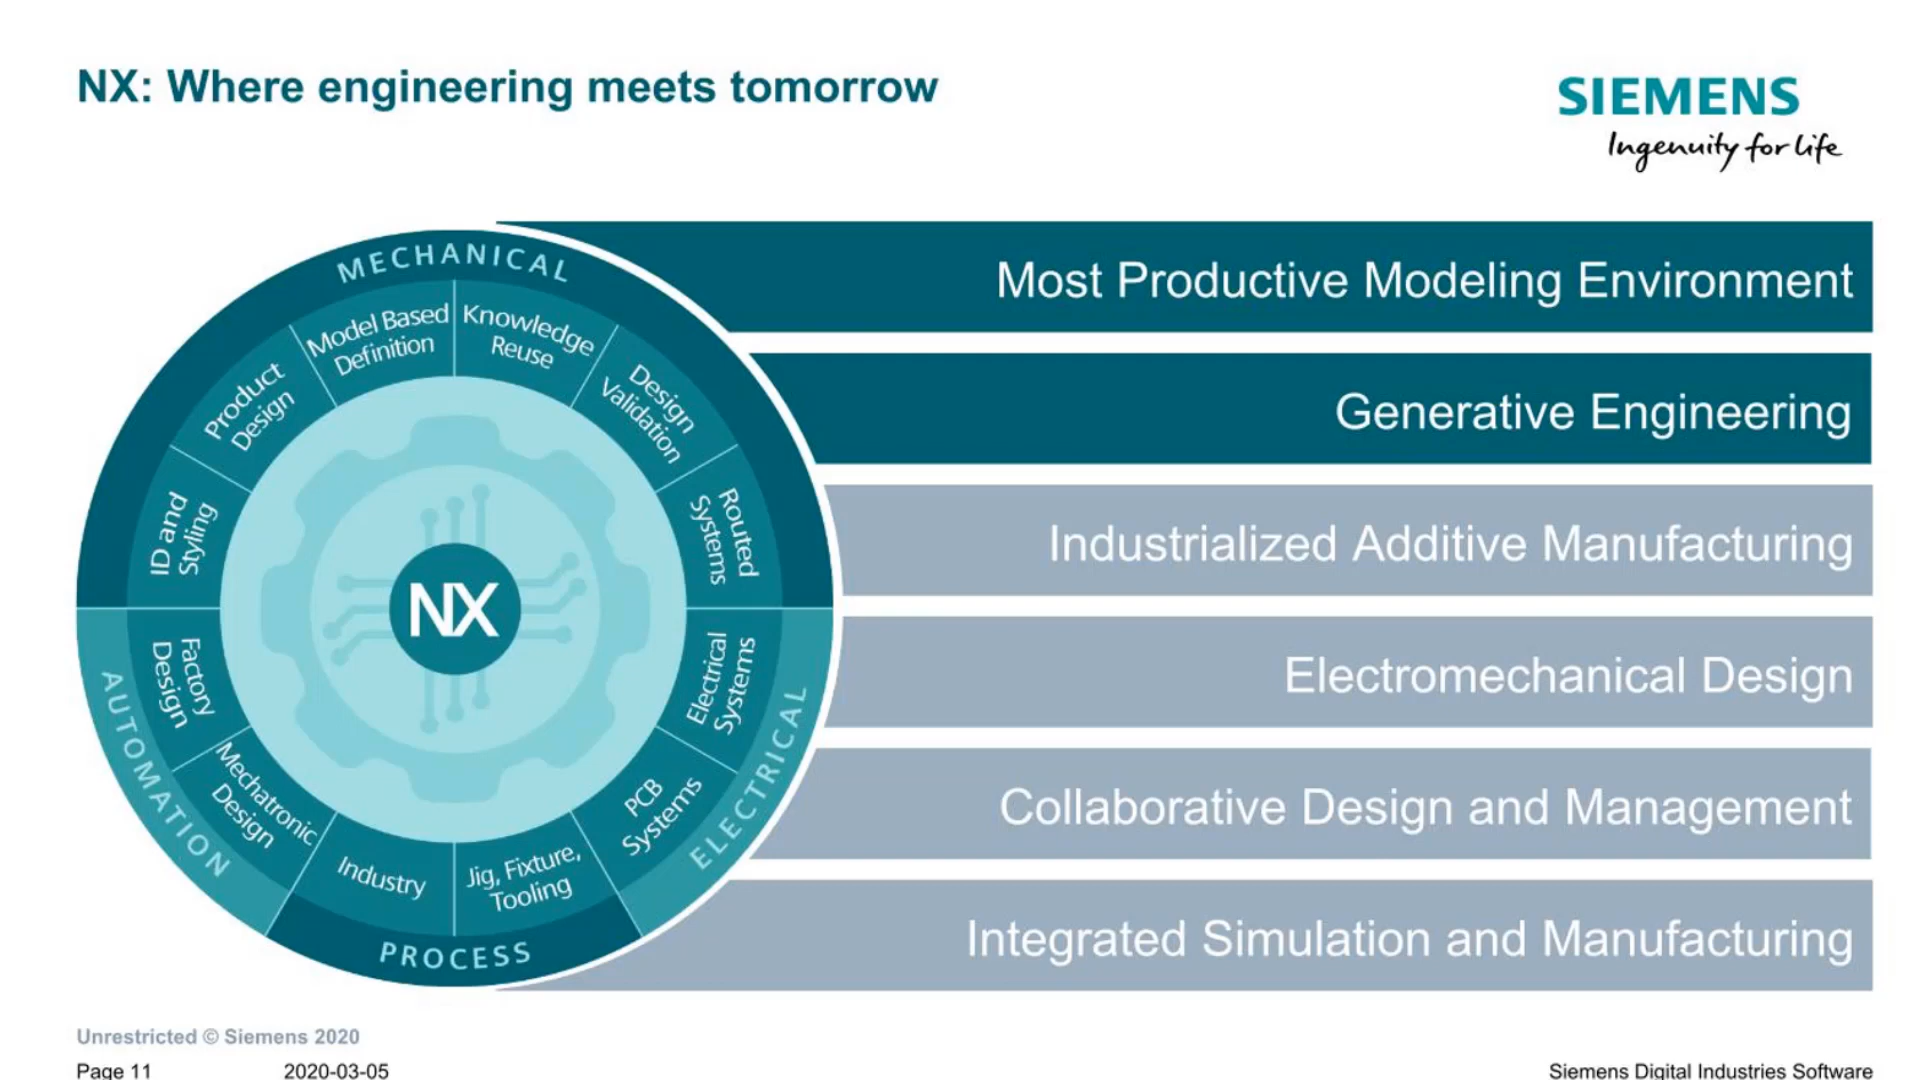 NX: Where engineering meets tomorrow
SIEMENS
Ingenuity for life
MECHANICAL
Model Based
Definition
Knowledge
Reuse
Product
Design
Design
Validation
ID and
Styling
Routed
Systems
NX
Factory
Design
Electrical
Systems
AUTOMATION
Mechatronic
Design
PCB
Systems
ELECTRICAL
Industry
Jig, Fixture,
Tooling
PROCESS
Most Productive Modeling Environment
Generative Engineering
Industrialized Additive Manufacturing
Electromechanical Design
Collaborative Design and Management
Integrated Simulation and Manufacturing
Unrestricted © Siemens 2020
Page 11 2020-03-05 Siemens Digital Industries Software